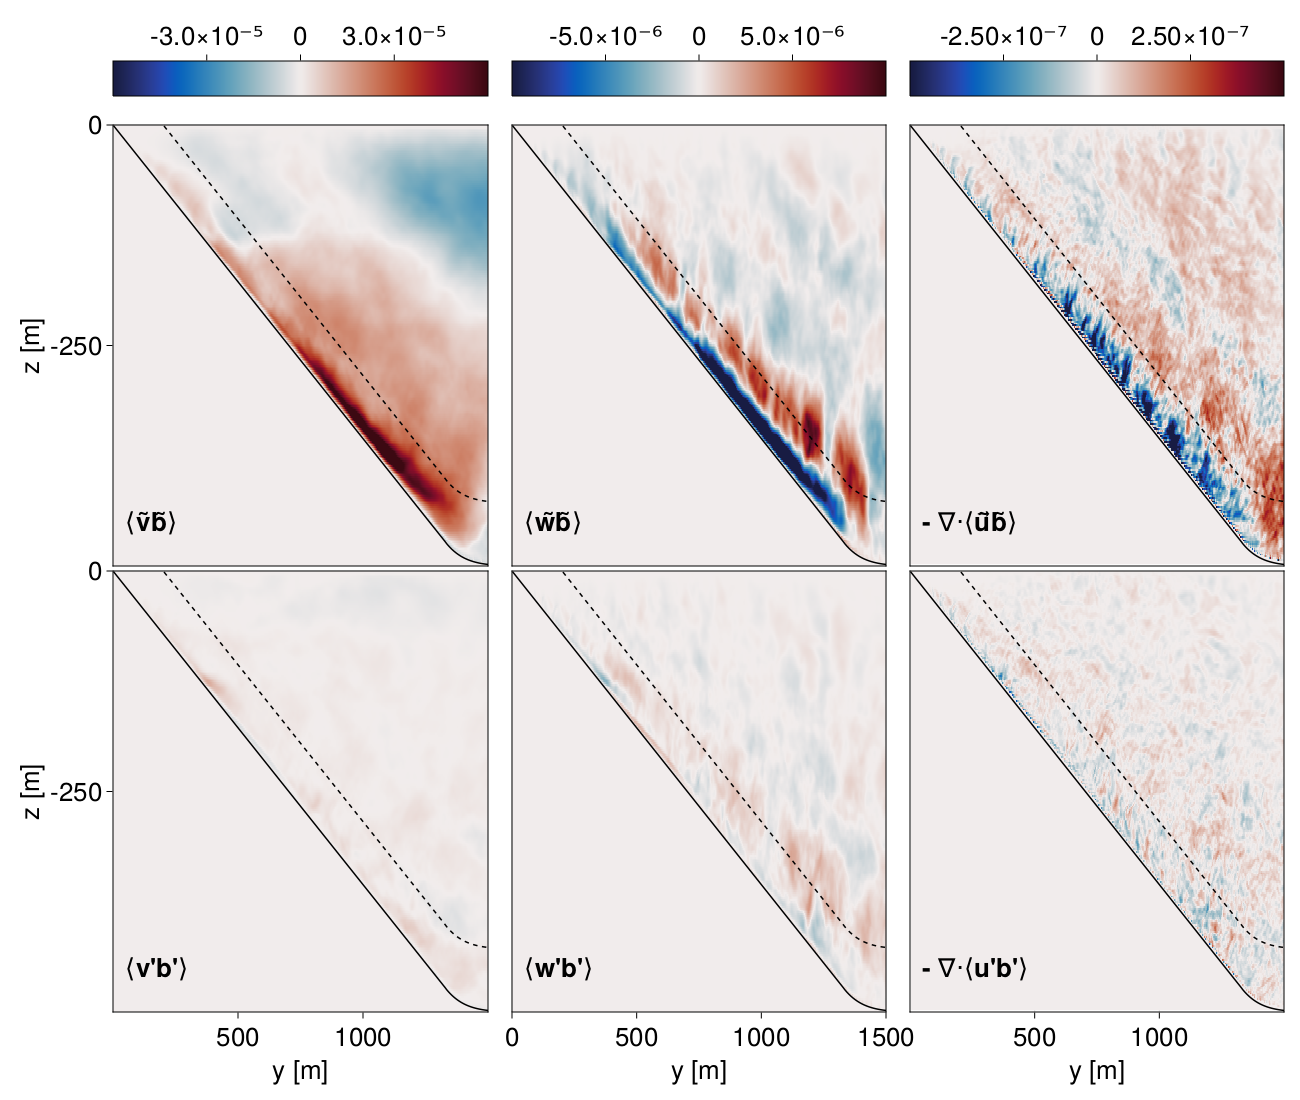 -3.0×10⁻⁵ 0 3.0×10⁻⁵
-5.0×10⁻⁶ 0 5.0×10⁻⁶
-2.50×10⁻⁷ 0 2.50×10⁻⁷
0
-250
z [m]
⟨ṽb̃⟩
⟨w̃b̃⟩
- ∇·⟨ũb̃⟩
0
-250
z [m]
⟨v'b'⟩
⟨w'b'⟩
- ∇·⟨u'b'⟩
500 1000
0 500 1000 1500
500 1000
y [m]
y [m]
y [m]